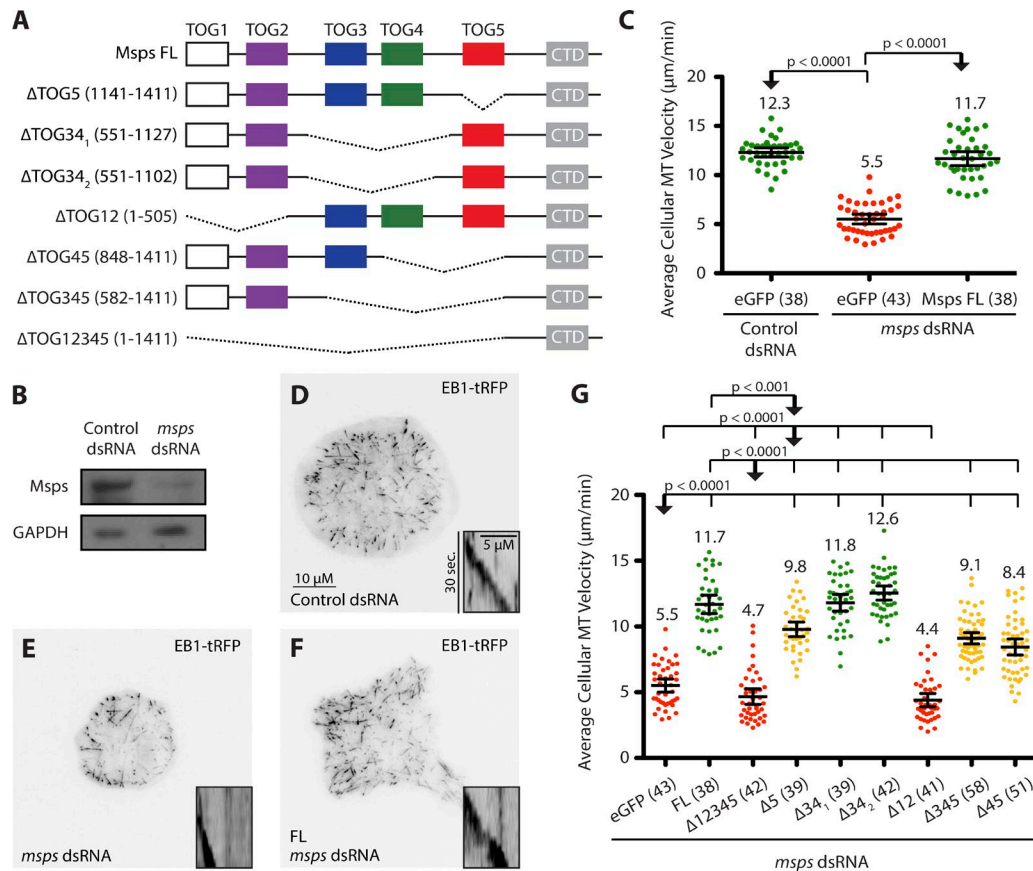 A
TOG1 TOG2 TOG3 TOG4 TOG5
Msps FL CTD
ΔTOG5 (1141-1411) CTD
ΔTOG34₁ (551-1127) CTD
ΔTOG34₂ (551-1102) CTD
ΔTOG12 (1-505) CTD
ΔTOG45 (848-1411) CTD
ΔTOG345 (582-1411) CTD
ΔTOG12345 (1-1411) CTD
B
Control dsRNA
msps dsRNA
Msps
GAPDH
C
p < 0.0001
p < 0.0001
Average Cellular MT Velocity (μm/min)
20
15
10
5
0
12.3
5.5
11.7
eGFP (38) eGFP (43) Msps FL (38)
Control dsRNA
msps dsRNA
D
EB1-tRFP
10 μM
Control dsRNA
30 sec.
5 μM
E
EB1-tRFP
msps dsRNA
F
EB1-tRFP
FL
msps dsRNA
G
p < 0.001
p < 0.0001
p < 0.0001
p < 0.0001
Average Cellular MT Velocity (μm/min)
20
15
10
5
0
5.5
11.7
4.7
9.8
11.8
12.6
4.4
9.1
8.4
eGFP (43)
FL (38)
Δ12345 (42)
Δ5 (39)
Δ34₁ (39)
Δ34₂ (42)
Δ12 (41)
Δ345 (58)
Δ45 (51)
msps dsRNA